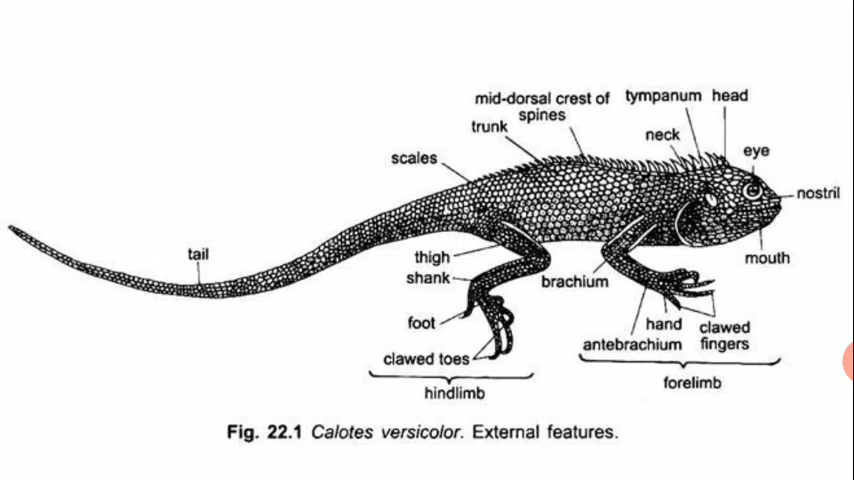 mid-dorsal crest of
spines
tympanum
head
trunk
neck
eye
scales
nostril
tail
thigh
mouth
shank
brachium
foot
hand
clawed
fingers
antebrachium
clawed toes
forelimb
hindlimb
Fig. 22.1 Calotes versicolor. External features.